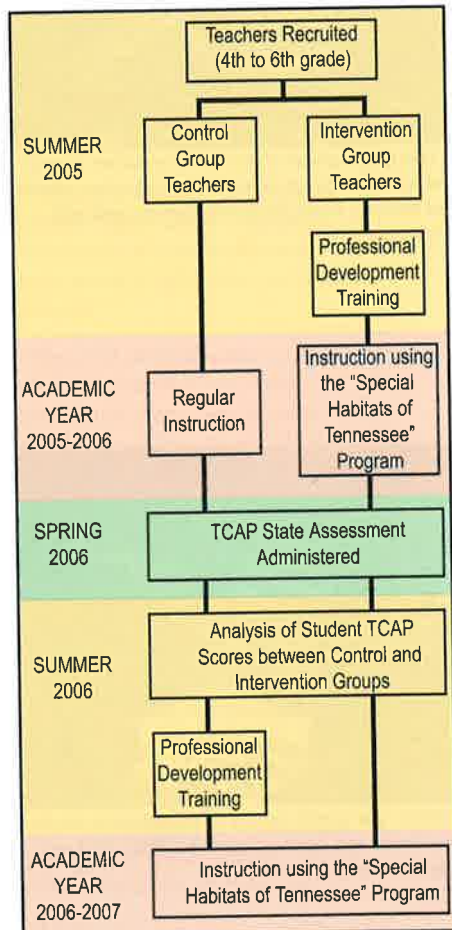 Teachers Recruited
(4th to 6th grade)
SUMMER
2005
Control
Group
Teachers
Intervention
Group
Teachers
Professional
Development
Training
ACADEMIC
YEAR
2005-2006
Regular
Instruction
Instruction using
the "Special
Habitats of
Tennessee"
Program
SPRING
2006
TCAP State Assessment
Administered
SUMMER
2006
Analysis of Student TCAP
Scores between Control and
Intervention Groups
Professional
Development
Training
ACADEMIC
YEAR
2006-2007
Instruction using the "Special
Habitats of Tennessee" Program